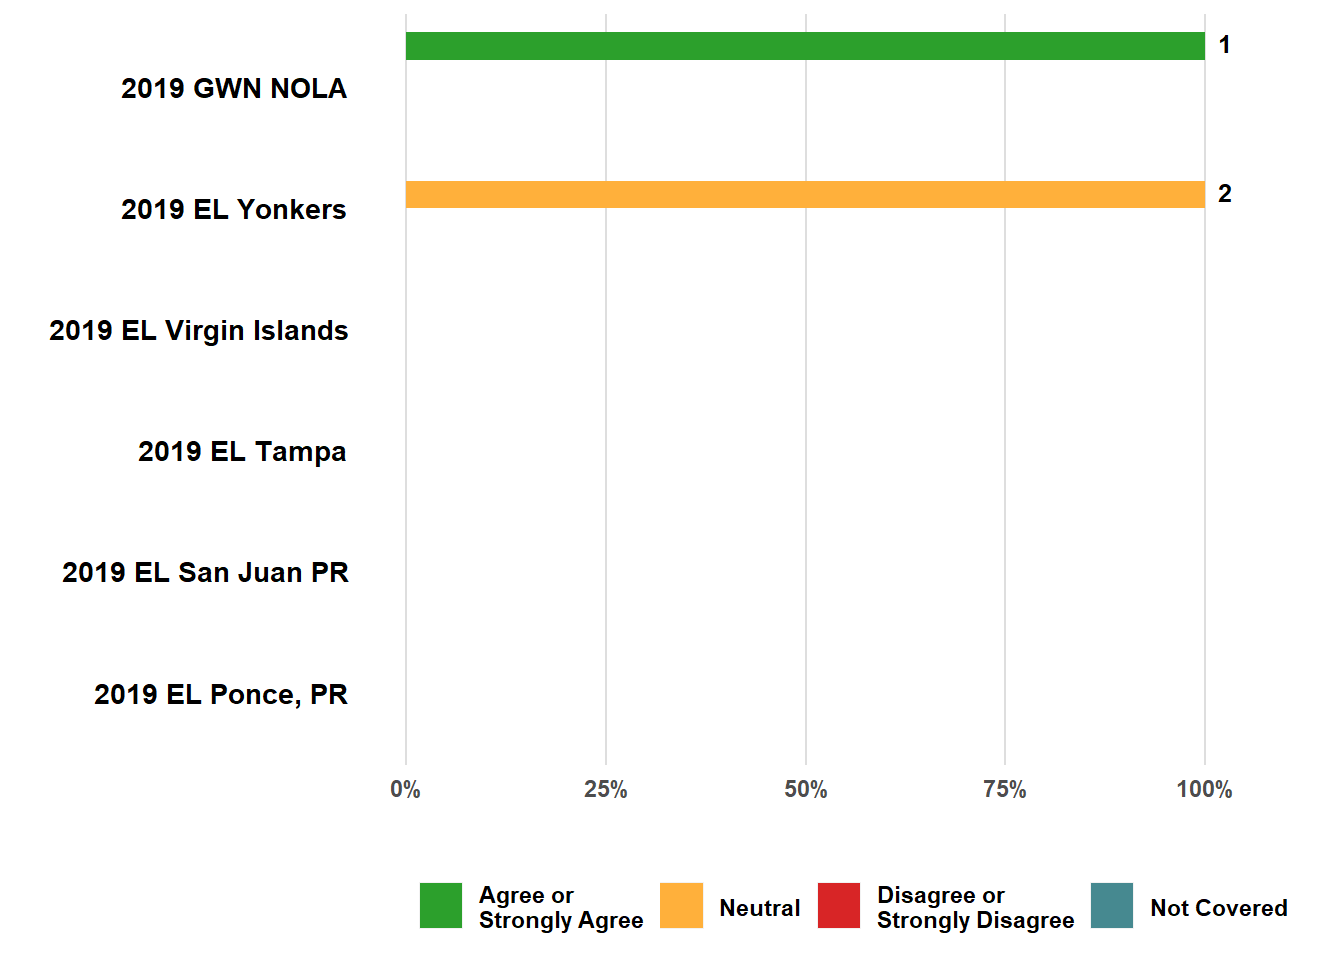 1
2019 GWN NOLA
2
2019 EL Yonkers
2019 EL Virgin Islands
2019 EL Tampa
2019 EL San Juan PR
2019 EL Ponce, PR
0% 25% 50% 75% 100%
Agree or
Strongly Agree
Neutral
Disagree or
Strongly Disagree
Not Covered